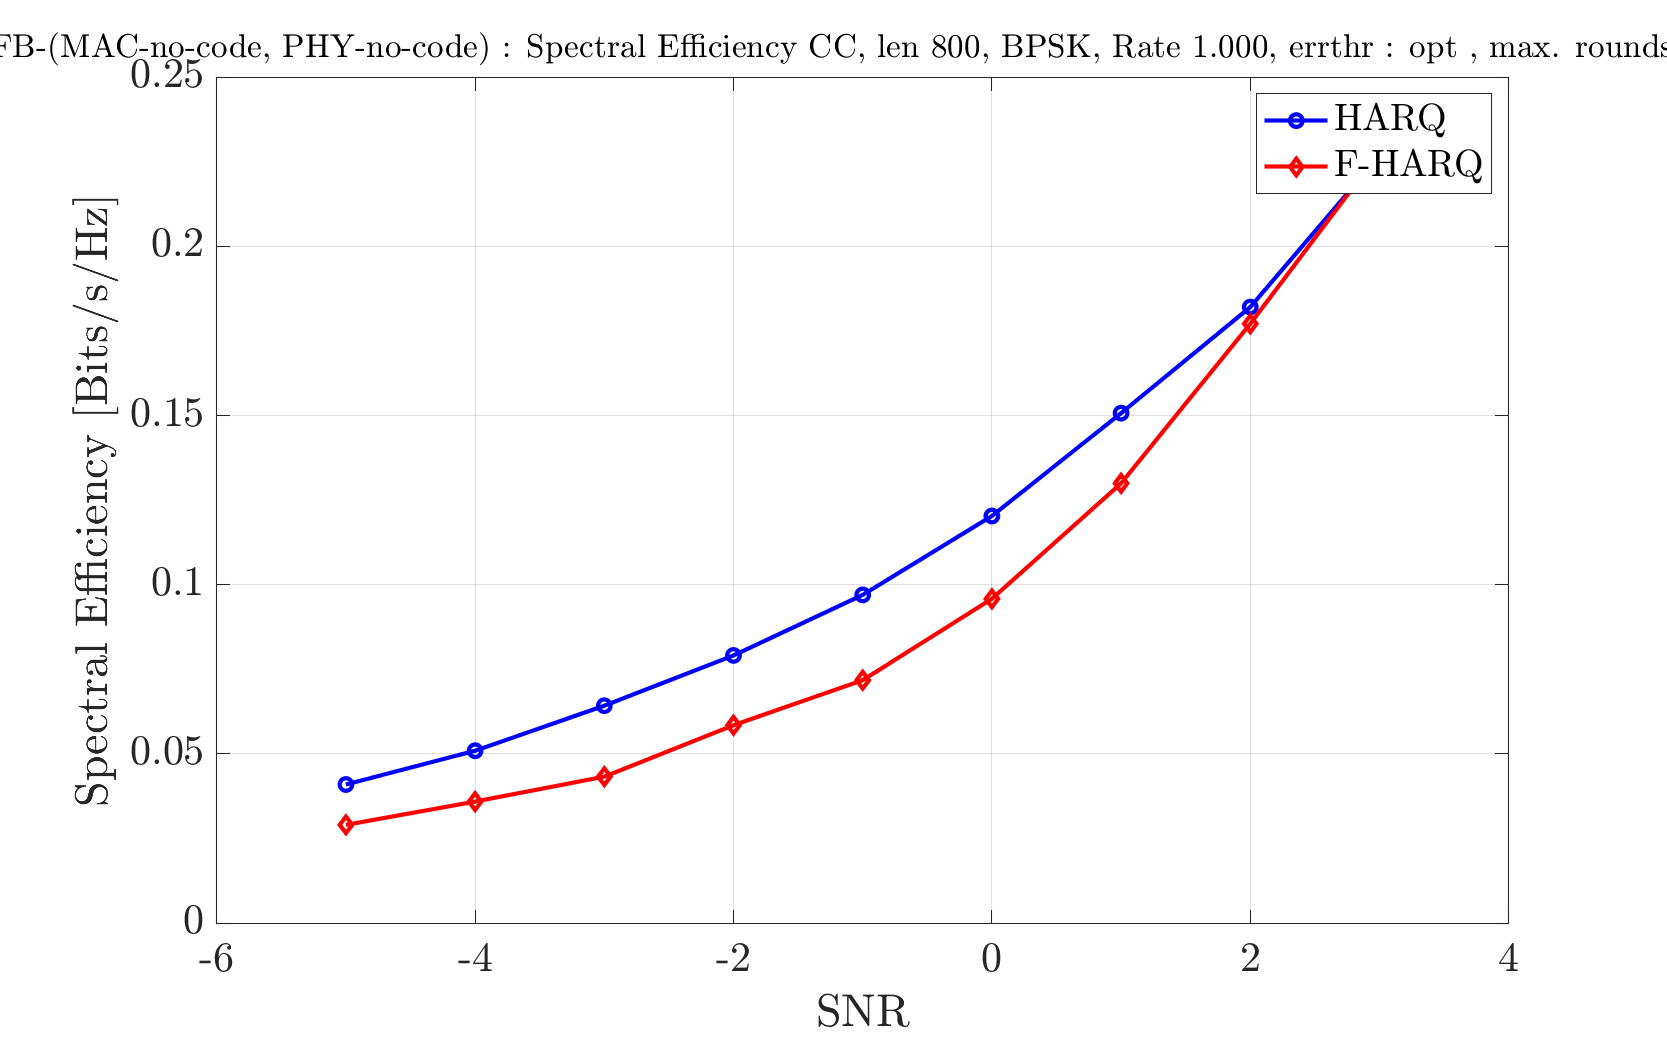 FB-(MAC-no-code, PHY-no-code) : Spectral Efficiency CC, len 800, BPSK, Rate 1.000, errthr : opt , max. rounds
0.25
0.2
0.15
0.1
0.05
0
Spectral Efficiency [Bits/s/Hz]
HARQ
F-HARQ
-6
-4
-2
0
2
4
SNR